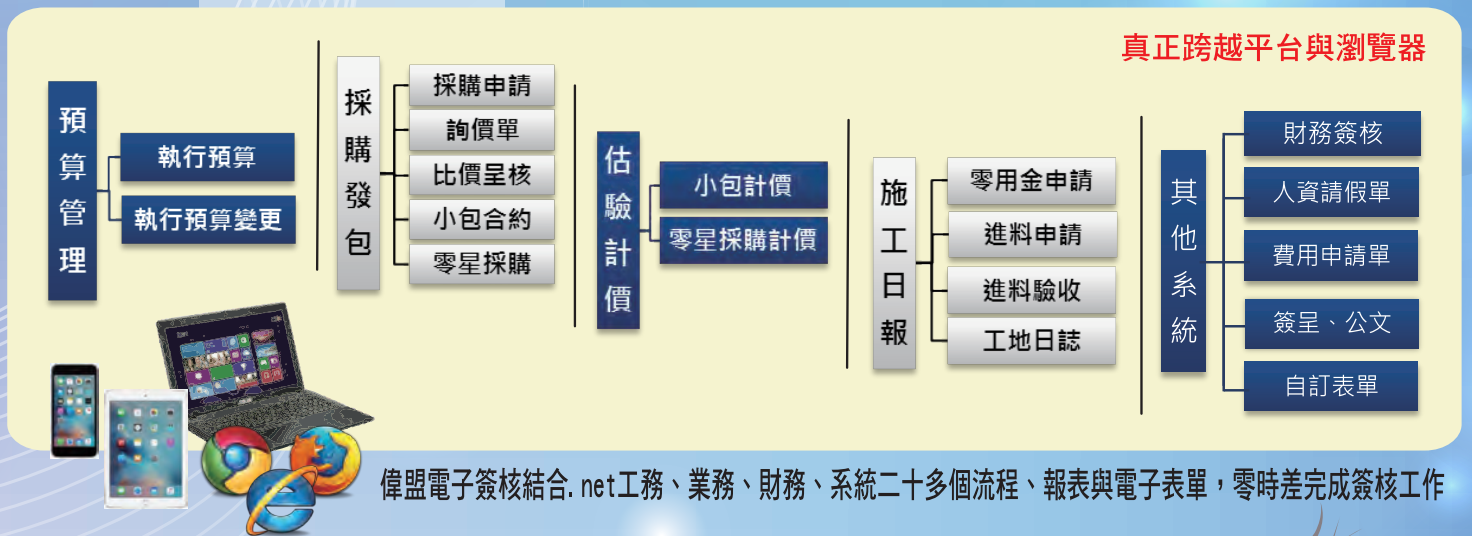 真正跨越平台與瀏覽器
預算管理
執行預算
執行預算變更
採購發包
採購申請
詢價單
比價呈核
小包合約
零星採購
估驗計價
小包計價
零星採購計價
施工日報
零用金申請
進料申請
進料驗收
工地日誌
其他系統
財務簽核
人資請假單
費用申請單
簽呈、公文
自訂表單
偉盟電子簽核結合.net工務、業務、財務、系統二十多個流程、報表與電子表單，零時差完成簽核工作